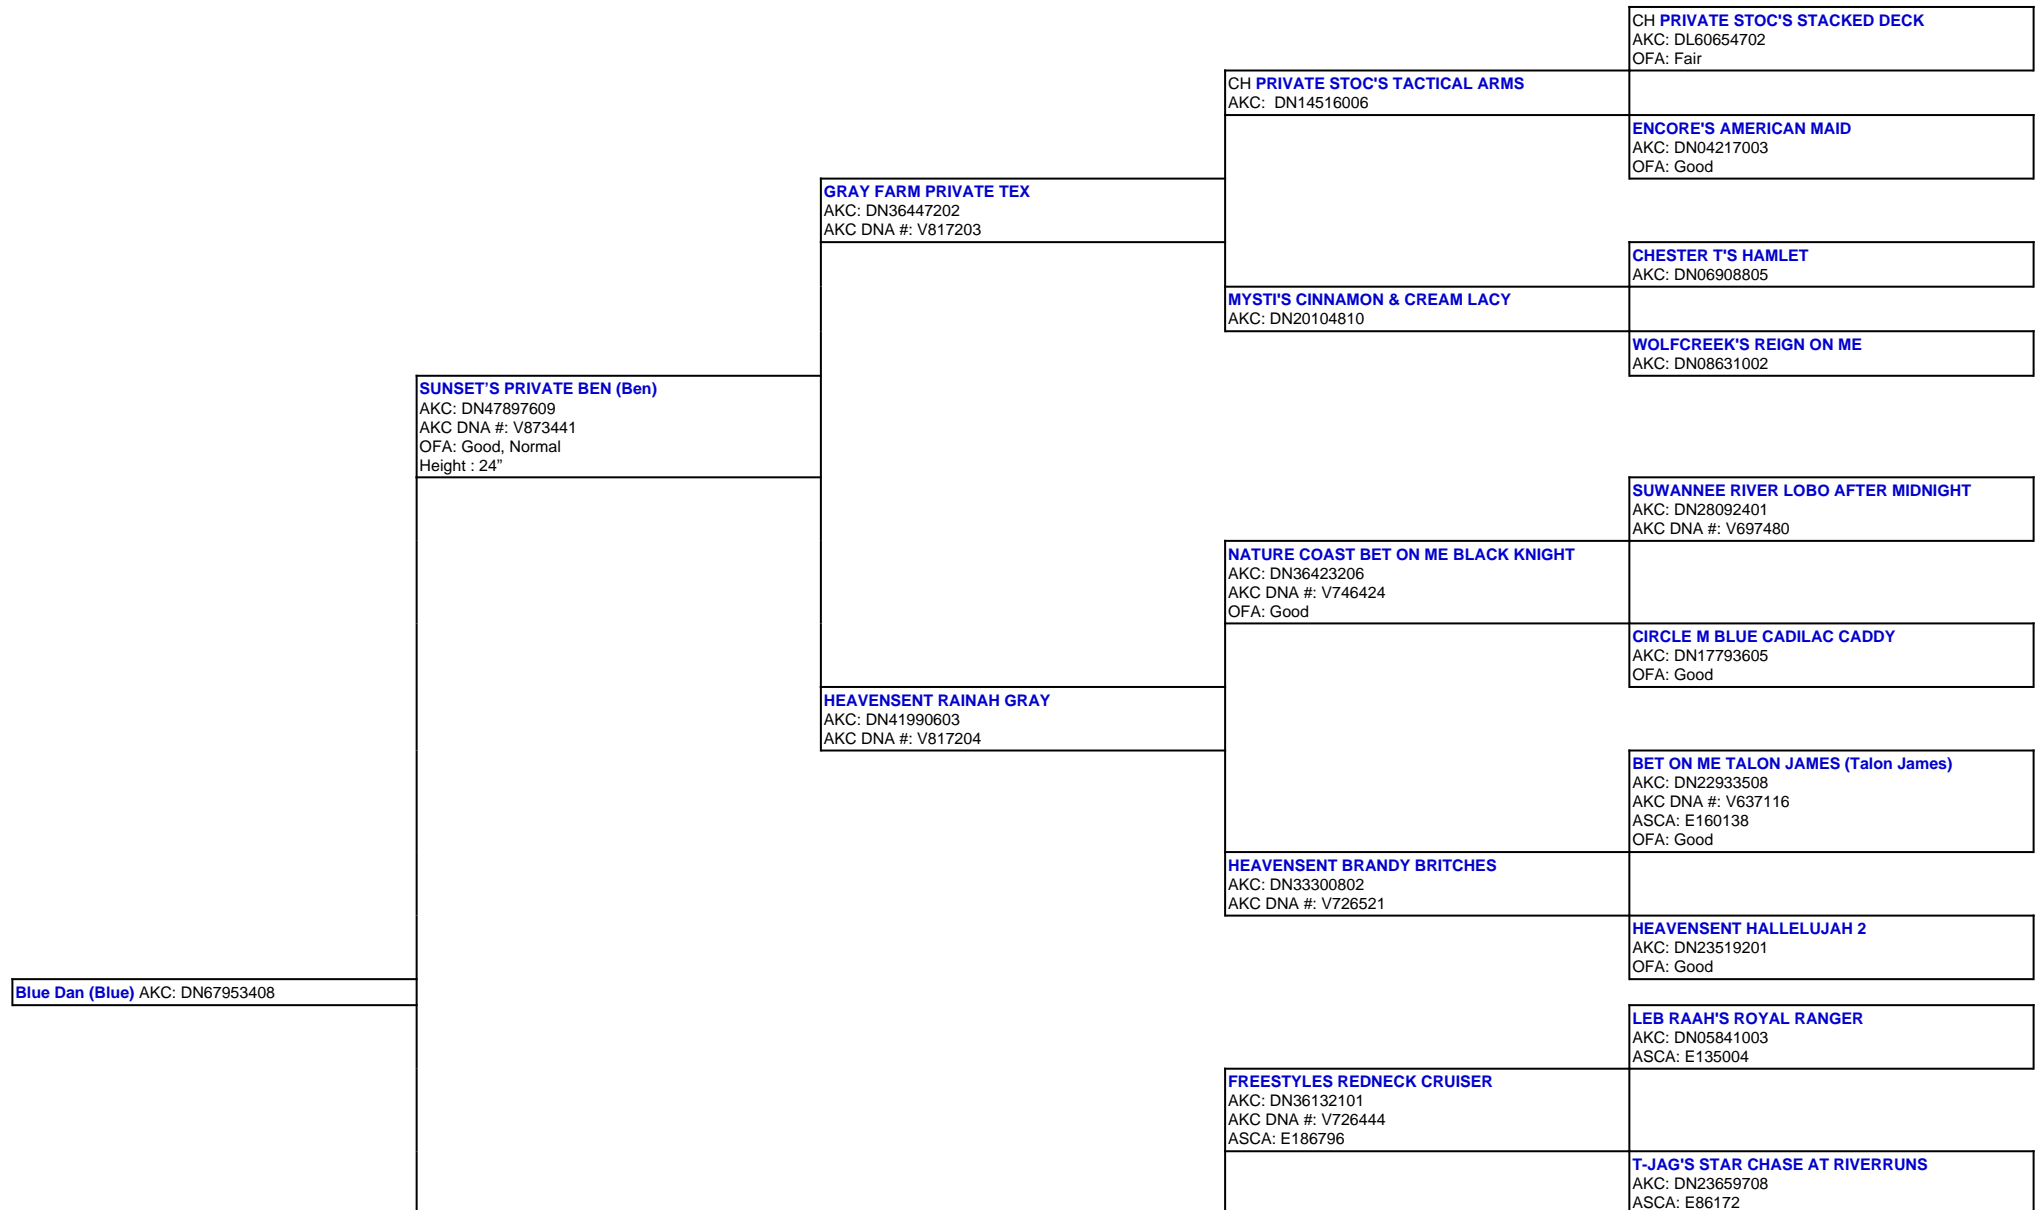 CH PRIVATE STOC'S STACKED DECK
AKC: DL60654702
OFA: Fair
CH PRIVATE STOC'S TACTICAL ARMS
AKC:  DN14516006
ENCORE'S AMERICAN MAID
AKC: DN04217003
OFA: Good
GRAY FARM PRIVATE TEX
AKC: DN36447202
AKC DNA #: V817203
CHESTER T'S HAMLET
AKC: DN06908805
MYSTI'S CINNAMON & CREAM LACY
AKC: DN20104810
WOLFCREEK'S REIGN ON ME
AKC: DN08631002
SUNSET’S PRIVATE BEN (Ben)
AKC: DN47897609
AKC DNA #: V873441
OFA: Good, Normal
Height : 24”
SUWANNEE RIVER LOBO AFTER MIDNIGHT
AKC: DN28092401
AKC DNA #: V697480
NATURE COAST BET ON ME BLACK KNIGHT
AKC: DN36423206
AKC DNA #: V746424
OFA: Good
CIRCLE M BLUE CADILAC CADDY
AKC: DN17793605
OFA: Good
HEAVENSENT RAINAH GRAY
AKC: DN41990603
AKC DNA #: V817204
BET ON ME TALON JAMES (Talon James)
AKC: DN22933508
AKC DNA #: V637116
ASCA: E160138
OFA: Good
HEAVENSENT BRANDY BRITCHES
AKC: DN33300802
AKC DNA #: V726521
HEAVENSENT HALLELUJAH 2
AKC: DN23519201
OFA: Good
Blue Dan (Blue) AKC: DN67953408
LEB RAAH'S ROYAL RANGER
AKC: DN05841003
ASCA: E135004
FREESTYLES REDNECK CRUISER
AKC: DN36132101
AKC DNA #: V726444
ASCA: E186796
T-JAG'S STAR CHASE AT RIVERRUNS
AKC: DN23659708
ASCA: E86172